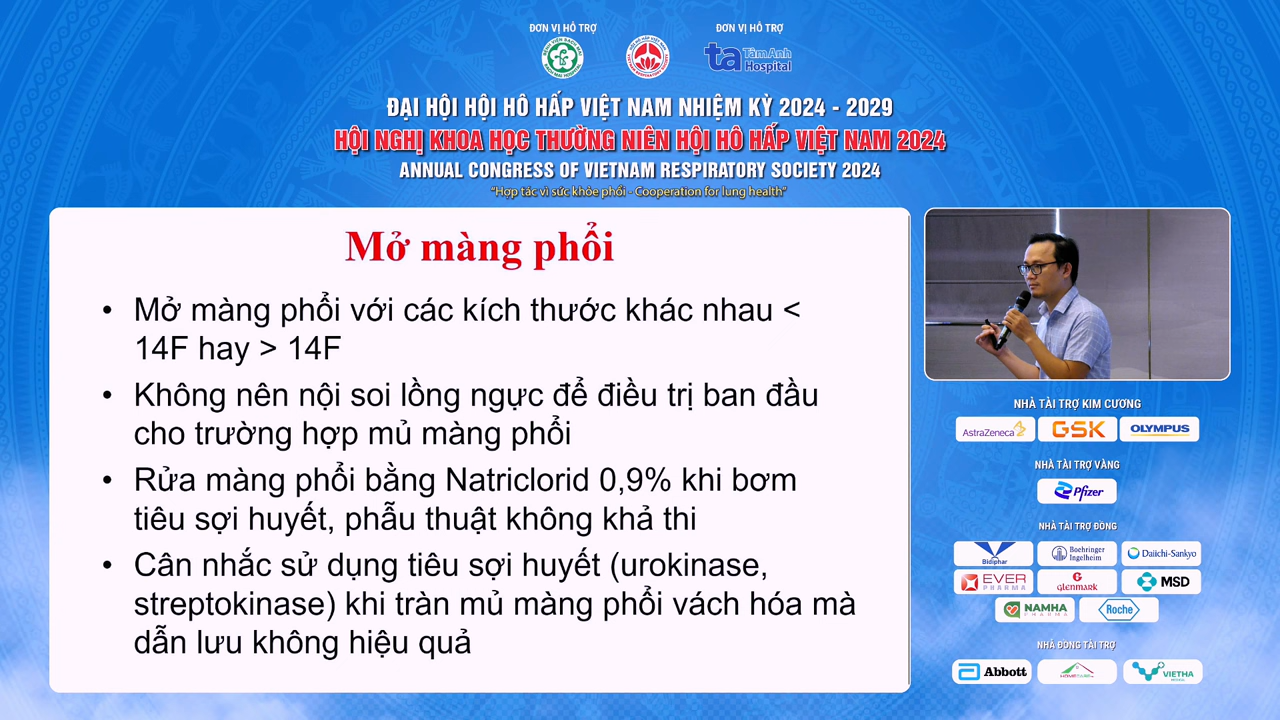 ĐƠN VỊ HỖ TRỢ
ĐƠN VỊ HỖ TRỢ
ta TâmAnh Hospital
ĐẠI HỘI HỘI HÔ HẤP VIỆT NAM NHIỆM KỲ 2024 - 2029
HỘI NGHỊ KHOA HỌC THƯỜNG NIÊN HỘI HÔ HẤP VIỆT NAM 2024
ANNUAL CONGRESS OF VIETNAM RESPIRATORY SOCIETY 2024
"Hợp tác vì sức khỏe phổi - Cooperation for lung health"
Mở màng phổi
• Mở màng phổi với các kích thước khác nhau <
14F hay > 14F
• Không nên nội soi lồng ngực để điều trị ban đầu
cho trường hợp mủ màng phổi
• Rửa màng phổi bằng Natriclorid 0,9% khi bơm
tiêu sợi huyết, phẫu thuật không khả thi
• Cân nhắc sử dụng tiêu sợi huyết (urokinase,
streptokinase) khi tràn mủ màng phổi vách hóa mà
dẫn lưu không hiệu quả
NHÀ TÀI TRỢ KIM CƯƠNG
AstraZeneca GSK OLYMPUS
NHÀ TÀI TRỢ VÀNG
Pfizer
NHÀ TÀI TRỢ ĐỒNG
Bidiphar Boehringer Ingelheim Daiichi-Sankyo
EVER PHARMA GLENMARK MSD
NAMHA PHARMA Roche
NHÀ ĐỒNG TÀI TRỢ
Abbott HOMECARE VIETHA